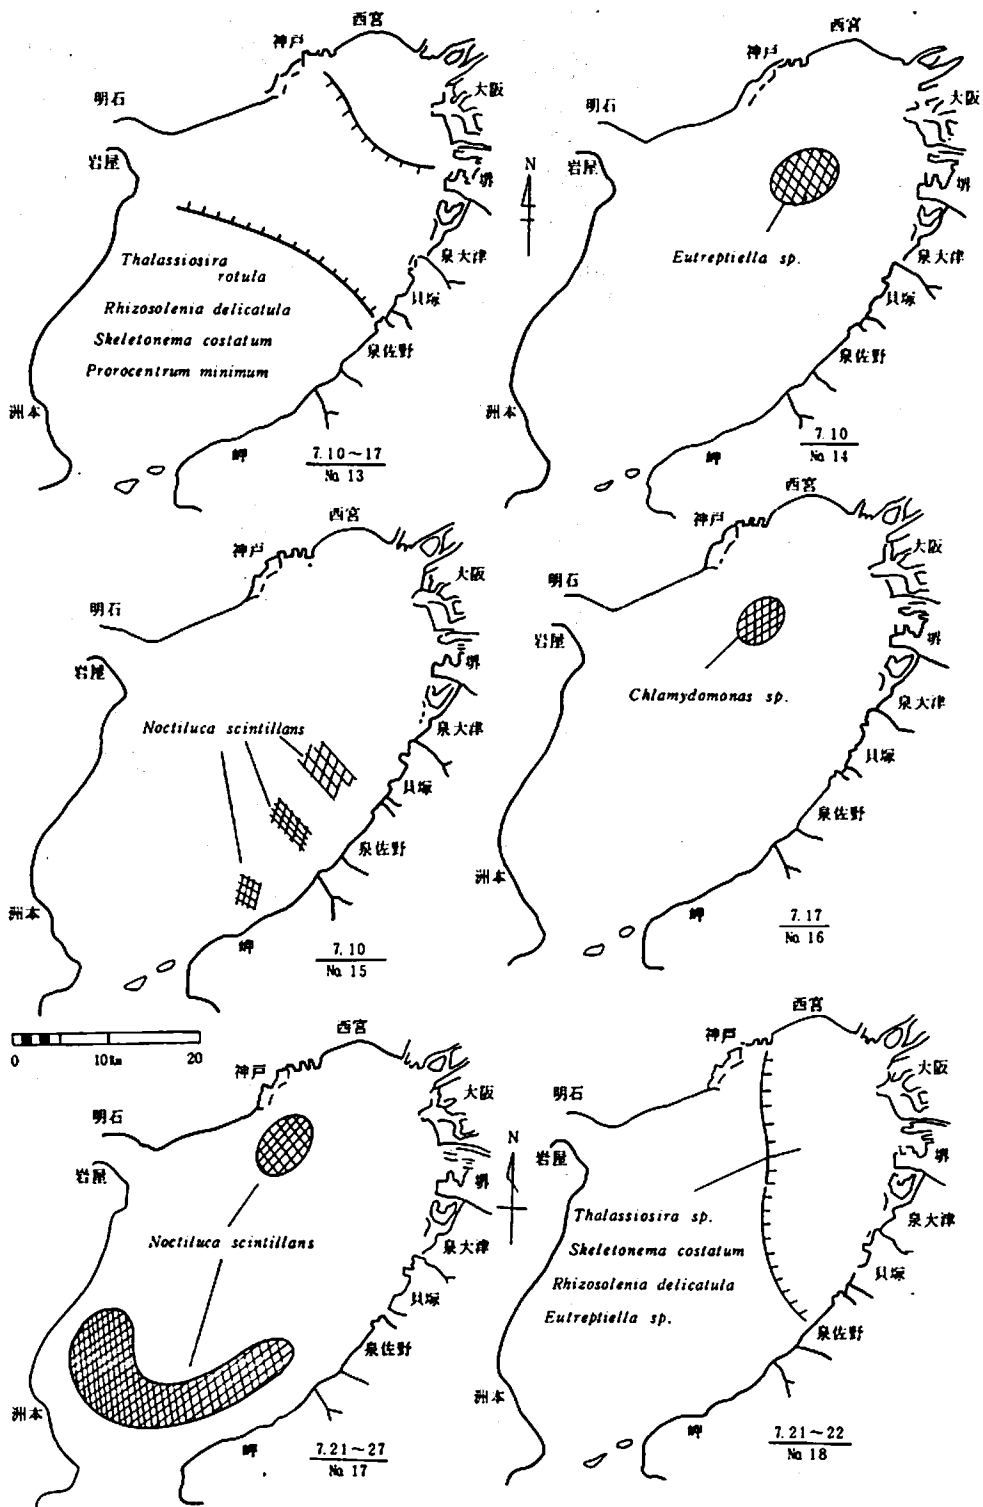 西宮
神戸
明石
大阪
岩屋
堺
泉大津
貝塚
泉佐野
洲本
岬
Thalassiosira
rotula
Rhizosolenia delicatula
Skeletonema costatum
Prorocentrum minimum
7.10~17
No 13
西宮
神戸
明石
大阪
岩屋
堺
泉大津
貝塚
泉佐野
洲本
岬
N
Eutreptiella sp.
7.10
No 14
西宮
神戸
明石
大阪
岩屋
堺
泉大津
貝塚
泉佐野
洲本
岬
Noctiluca scintillans
7.10
No 15
西宮
神戸
明石
大阪
岩屋
堺
泉大津
貝塚
泉佐野
洲本
岬
Chlamydomonas sp.
7.17
No 16
0 10Km 20
西宮
神戸
明石
大阪
岩屋
堺
泉大津
貝塚
泉佐野
洲本
岬
Noctiluca scintillans
7.21~27
No 17
N
西宮
神戸
明石
大阪
岩屋
堺
泉大津
貝塚
泉佐野
洲本
岬
Thalassiosira sp.
Skeletonema costatum
Rhizosolenia delicatula
Eutreptiella sp.
7.21~22
No 18